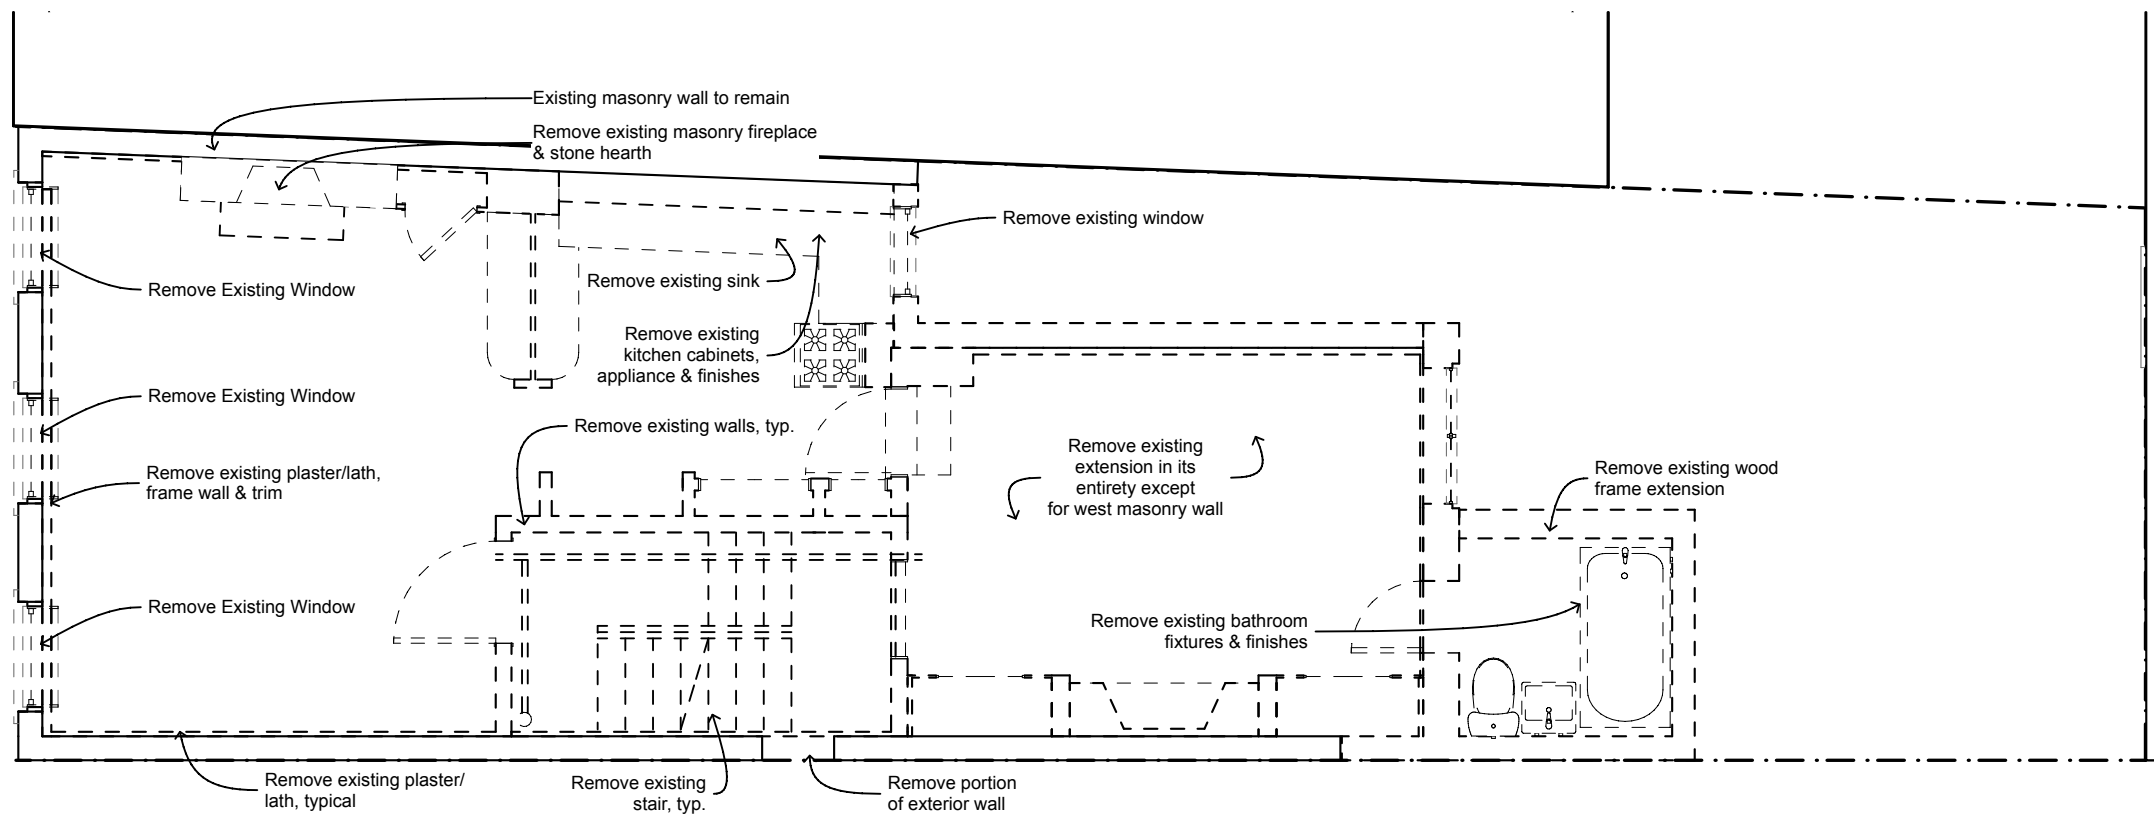 Existing masonry wall to remain
Remove existing masonry fireplace
& stone hearth
Remove existing window
Remove existing sink
Remove Existing Window
Remove existing
kitchen cabinets,
appliance & finishes
Remove Existing Window
Remove existing walls, typ.
Remove existing
extension in its
entirety except
for west masonry wall
Remove existing plaster/lath,
frame wall & trim
Remove existing wood
frame extension
Remove Existing Window
Remove existing bathroom
fixtures & finishes
Remove existing plaster/
lath, typical
Remove existing
stair, typ.
Remove portion
of exterior wall